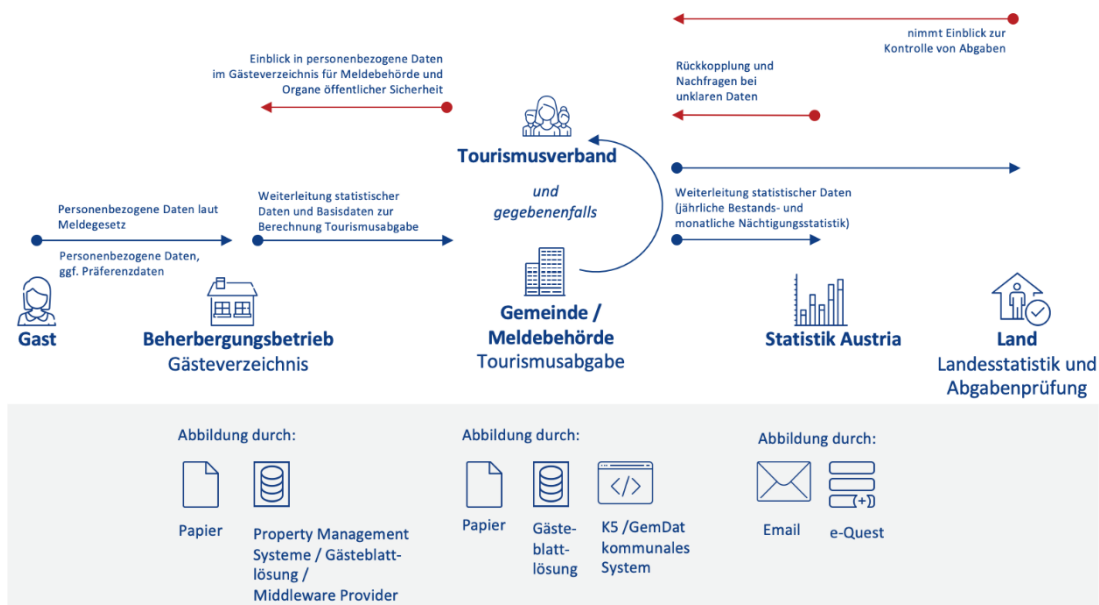 nimmt Einblick zur
Kontrolle von Abgaben
Einblick in personenbezogene Daten
im Gästeverzeichnis für Meldebehörde und
Organe öffentlicher Sicherheit
Rückkopplung und
Nachfragen bei
unklaren Daten
Tourismusverband
und
gegebenenfalls
Personenbezogene Daten laut
Meldegesetz
Personenbezogene Daten,
ggf. Präferenzdaten
Weiterleitung statistischer
Daten und Basisdaten zur
Berechnung Tourismusabgabe
Weiterleitung statistischer Daten
(jährliche Bestands- und
monatliche Nächtigungsstatistik)
Gast
Beherbergungsbetrieb
Gästeverzeichnis
Gemeinde /
Meldebehörde
Tourismusabgabe
Statistik Austria
Land
Landesstatistik und
Abgabenprüfung
Abbildung durch:
Papier
Property Management
Systeme / Gästeblatt-
lösung /
Middleware Provider
Abbildung durch:
Papier
Gäste-
blatt-
lösung
</>
K5 /GemDat
kommunales
System
Abbildung durch:
Email
(+)
e-Quest